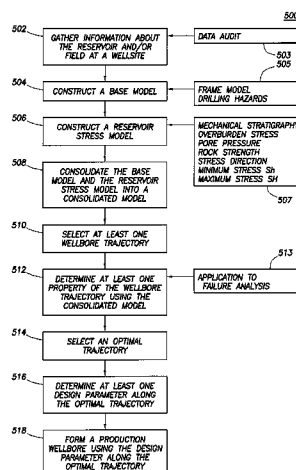 500
502
GATHER INFORMATION ABOUT
THE RESERVOIR AND/OR
FIELD AT A WELLSITE
DATA AUDIT
503
504
CONSTRUCT A BASE MODEL
505
FRAME MODEL
DRILLING HAZARDS
506
CONSTRUCT A RESERVOIR
STRESS MODEL
MECHANICAL STRATIGRAPHY
OVERBURDEN STRESS
PORE PRESSURE
ROCK STRENGTH
STRESS DIRECTION
MINIMUM STRESS Sh
MAXIMUM STRESS SH
507
508
CONSOLIDATE THE BASE
MODEL AND THE RESERVOIR
STRESS MODEL INTO A
CONSOLIDATED MODEL
510
SELECT AT LEAST ONE
WELLBORE TRAJECTORY
512
DETERMINE AT LEAST ONE
PROPERTY OF THE WELLBORE
TRAJECTORY USING THE
CONSOLIDATED MODEL
513
APPLICATION TO
FAILURE ANALYSIS
514
SELECT AN OPTIMAL
TRAJECTORY
516
DETERMINE AT LEAST ONE
DESIGN PARAMETER ALONG
THE OPTIMAL TRAJECTORY
518
FORM A PRODUCTION
WELLBORE USING THE DESIGN
PARAMETER ALONG THE
OPTIMAL TRAJECTORY